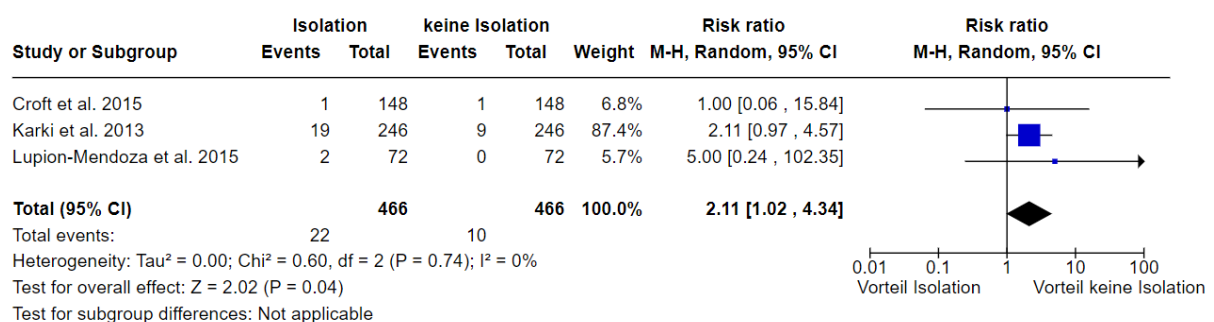 Isolation keine Isolation Risk ratio Risk ratio
Study or Subgroup Events Total Events Total Weight M-H, Random, 95% CI M-H, Random, 95% CI
Croft et al. 2015 1 148 1 148 6.8% 1.00 [0.06 , 15.84]
Karki et al. 2013 19 246 9 246 87.4% 2.11 [0.97 , 4.57]
Lupion-Mendoza et al. 2015 2 72 0 72 5.7% 5.00 [0.24 , 102.35]
Total (95% CI) 466 466 100.0% 2.11 [1.02 , 4.34]
Total events: 22 10
Heterogeneity: Tau² = 0.00; Chi² = 0.60, df = 2 (P = 0.74); I² = 0%
0.01 0.1 1 10 100
Test for overall effect: Z = 2.02 (P = 0.04)
Vorteil Isolation Vorteil keine Isolation
Test for subgroup differences: Not applicable